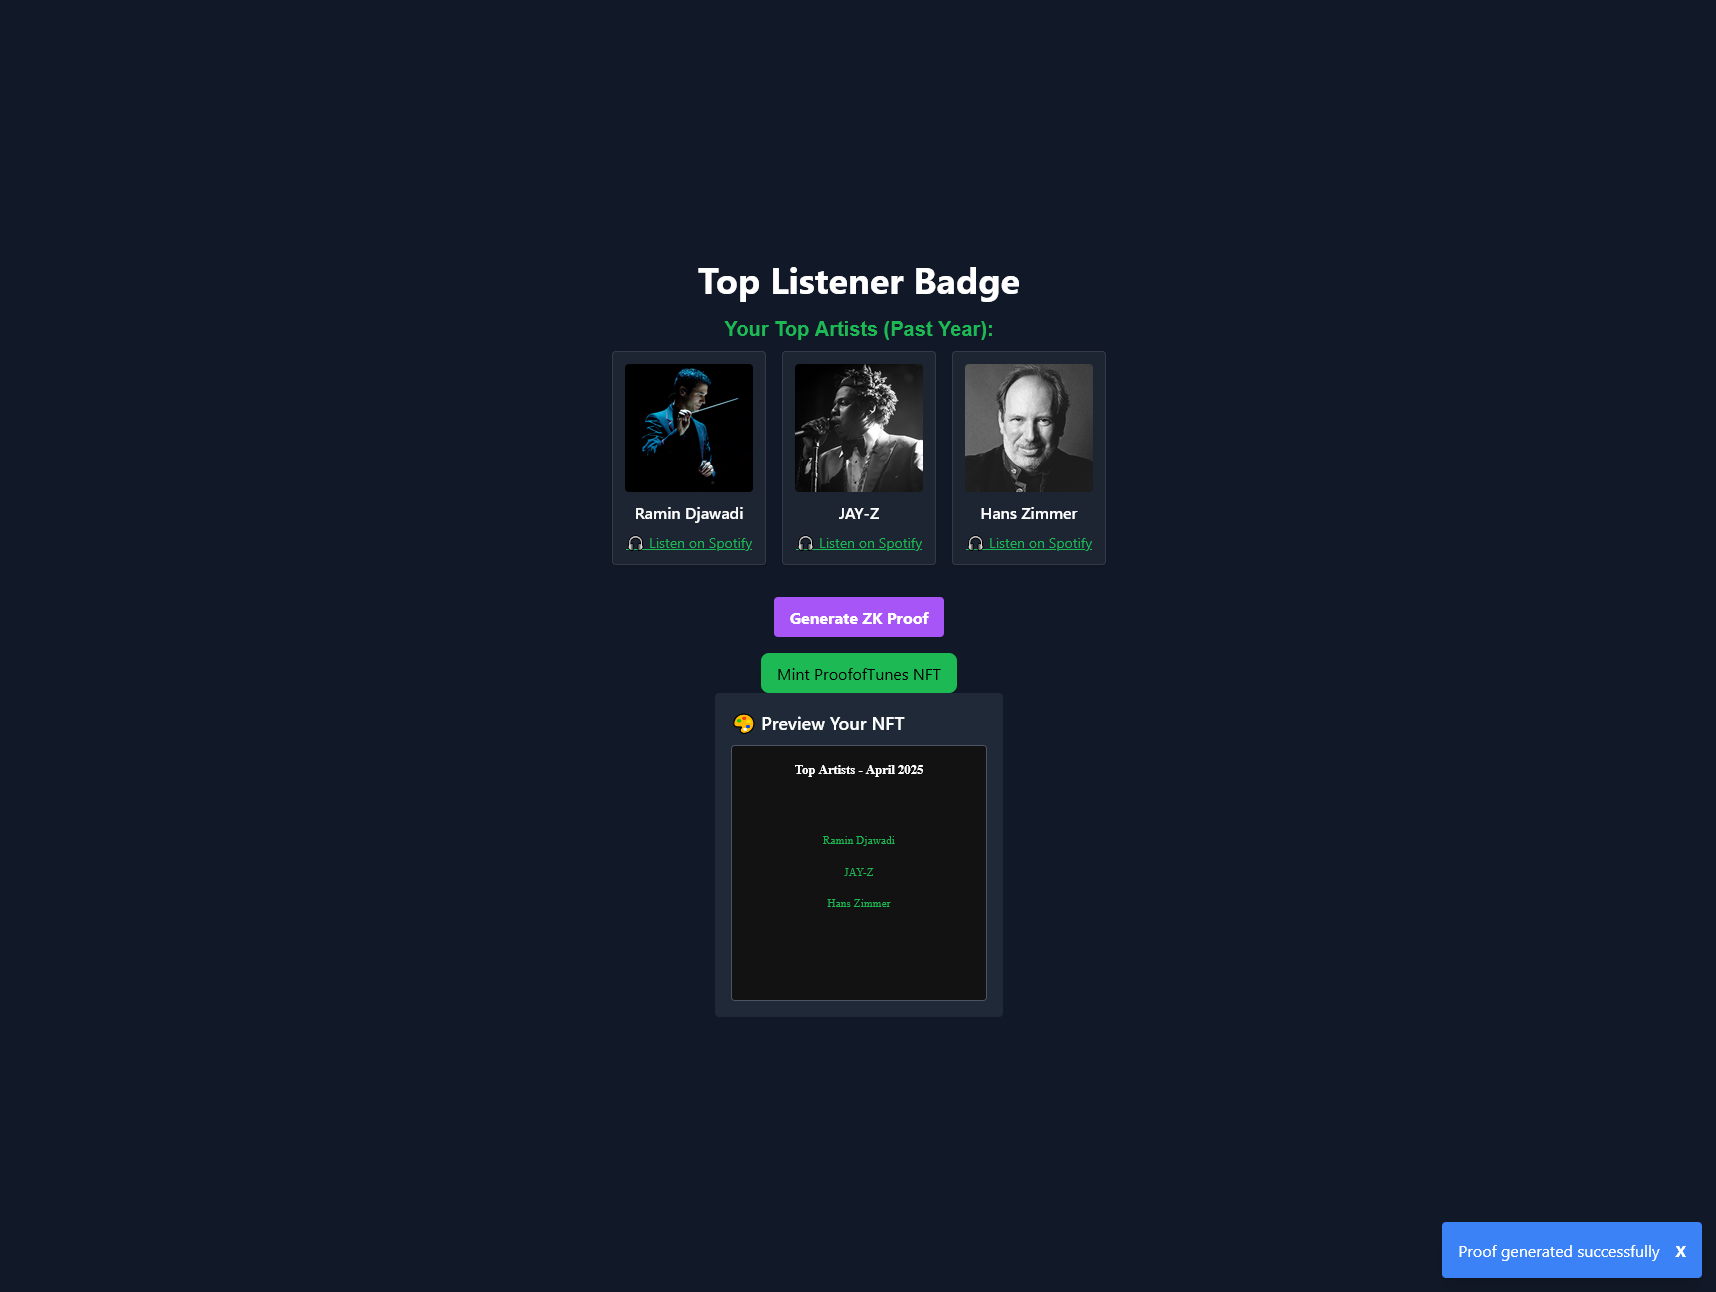 Top Listener Badge
Your Top Artists (Past Year):
Ramin Djawadi
🎧 Listen on Spotify
JAY-Z
🎧 Listen on Spotify
Hans Zimmer
🎧 Listen on Spotify
Generate ZK Proof
Mint ProofofTunes NFT
🎨 Preview Your NFT
Top Artists - April 2025
Ramin Djawadi
JAY-Z
Hans Zimmer
Proof generated successfully X